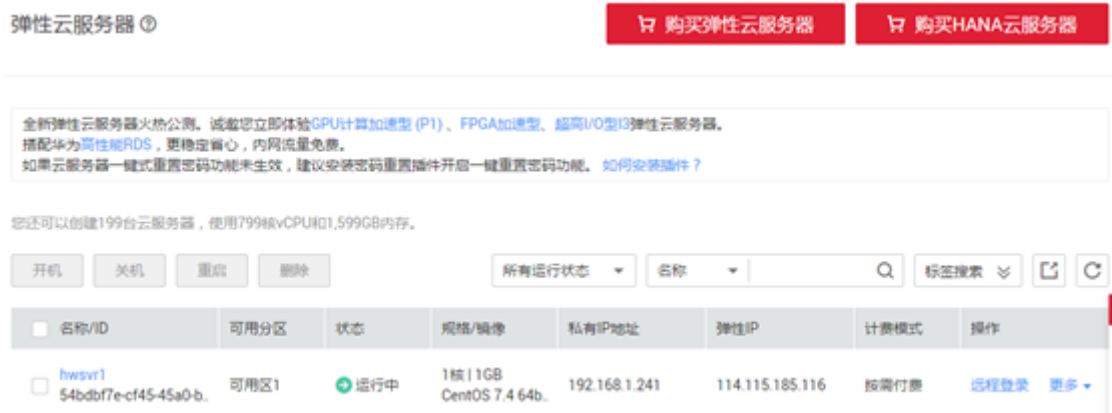 弹性云服务器
购买弹性云服务器
购买HANA云服务器
全新弹性云服务器火热公测。诚邀您立即体验GPU计算加速型 (P1) 、FPGA加速型、超高I/O型I3弹性云服务器。
搭配华为高性能RDS，更稳定省心，内网流量免费。
如果云服务器一键式重置密码功能未生效，建议安装密码重置插件开启一键重置密码功能。 如何安装插件？
您还可以创建199台云服务器，使用799核vCPU和1,599GB内存。
开机 关机 重启 删除 所有运行状态 名称 标签搜索
名称/ID 可用分区 状态 规格/镜像 私有IP地址 弹性IP 计费模式 操作
hwsvr1 可用区1 运行中 1核 | 1GB 192.168.1.241 114.115.185.116 按需付费 远程登录 更多
54bdbf7e-cf45-45a0-b.. CentOS 7.4 64b..